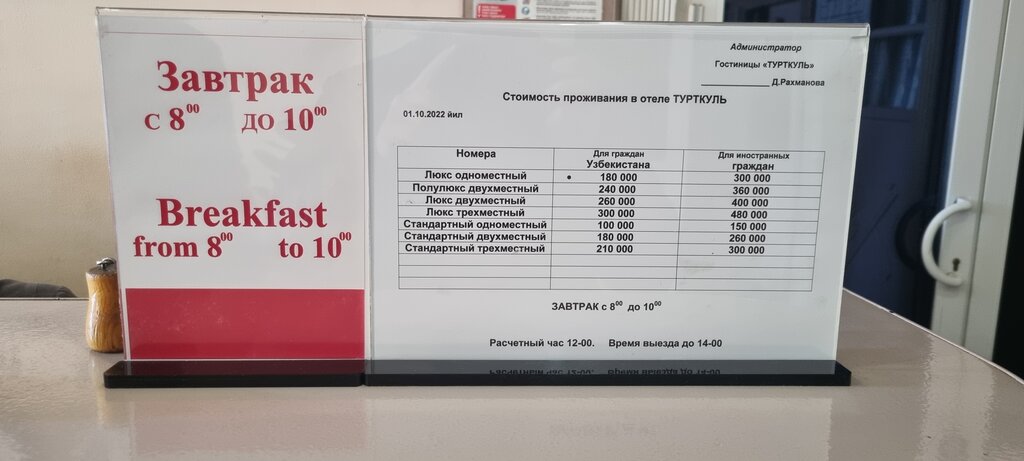 Завтрак
с 8⁰⁰ до 10⁰⁰
Breakfast
from 8⁰⁰ to 10⁰⁰
Администратор
Гостиницы «ТУРТКУЛЬ»
____________ Д.Рахманова
Стоимость проживания в отеле ТУРТКУЛЬ
01.10.2022 йил
Номера Для граждан Узбекистана Для иностранных граждан
Люкс одноместный 180 000 300 000
Полулюкс двухместный 240 000 360 000
Люкс двухместный 260 000 400 000
Люкс трехместный 300 000 480 000
Стандартный одноместный 100 000 150 000
Стандартный двухместный 180 000 260 000
Стандартный трехместный 210 000 300 000
ЗАВТРАК с 8⁰⁰ до 10⁰⁰
Расчетный час 12-00. Время выезда до 14-00